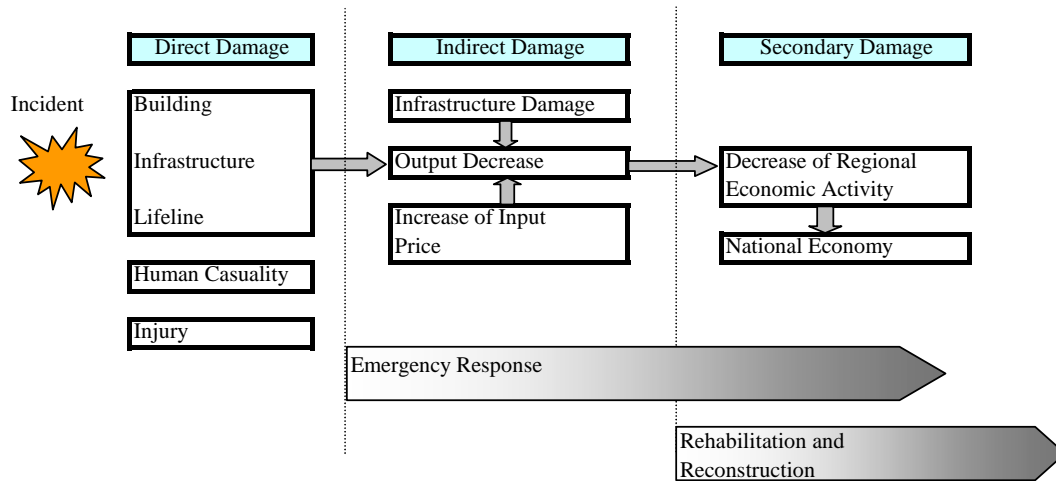 Direct Damage
Indirect Damage
Secondary Damage
Incident
Building
Infrastructure
Lifeline
Human Casuality
Injury
Infrastructure Damage
Output Decrease
Increase of Input
Price
Decrease of Regional
Economic Activity
National Economy
Emergency Response
Rehabilitation and
Reconstruction